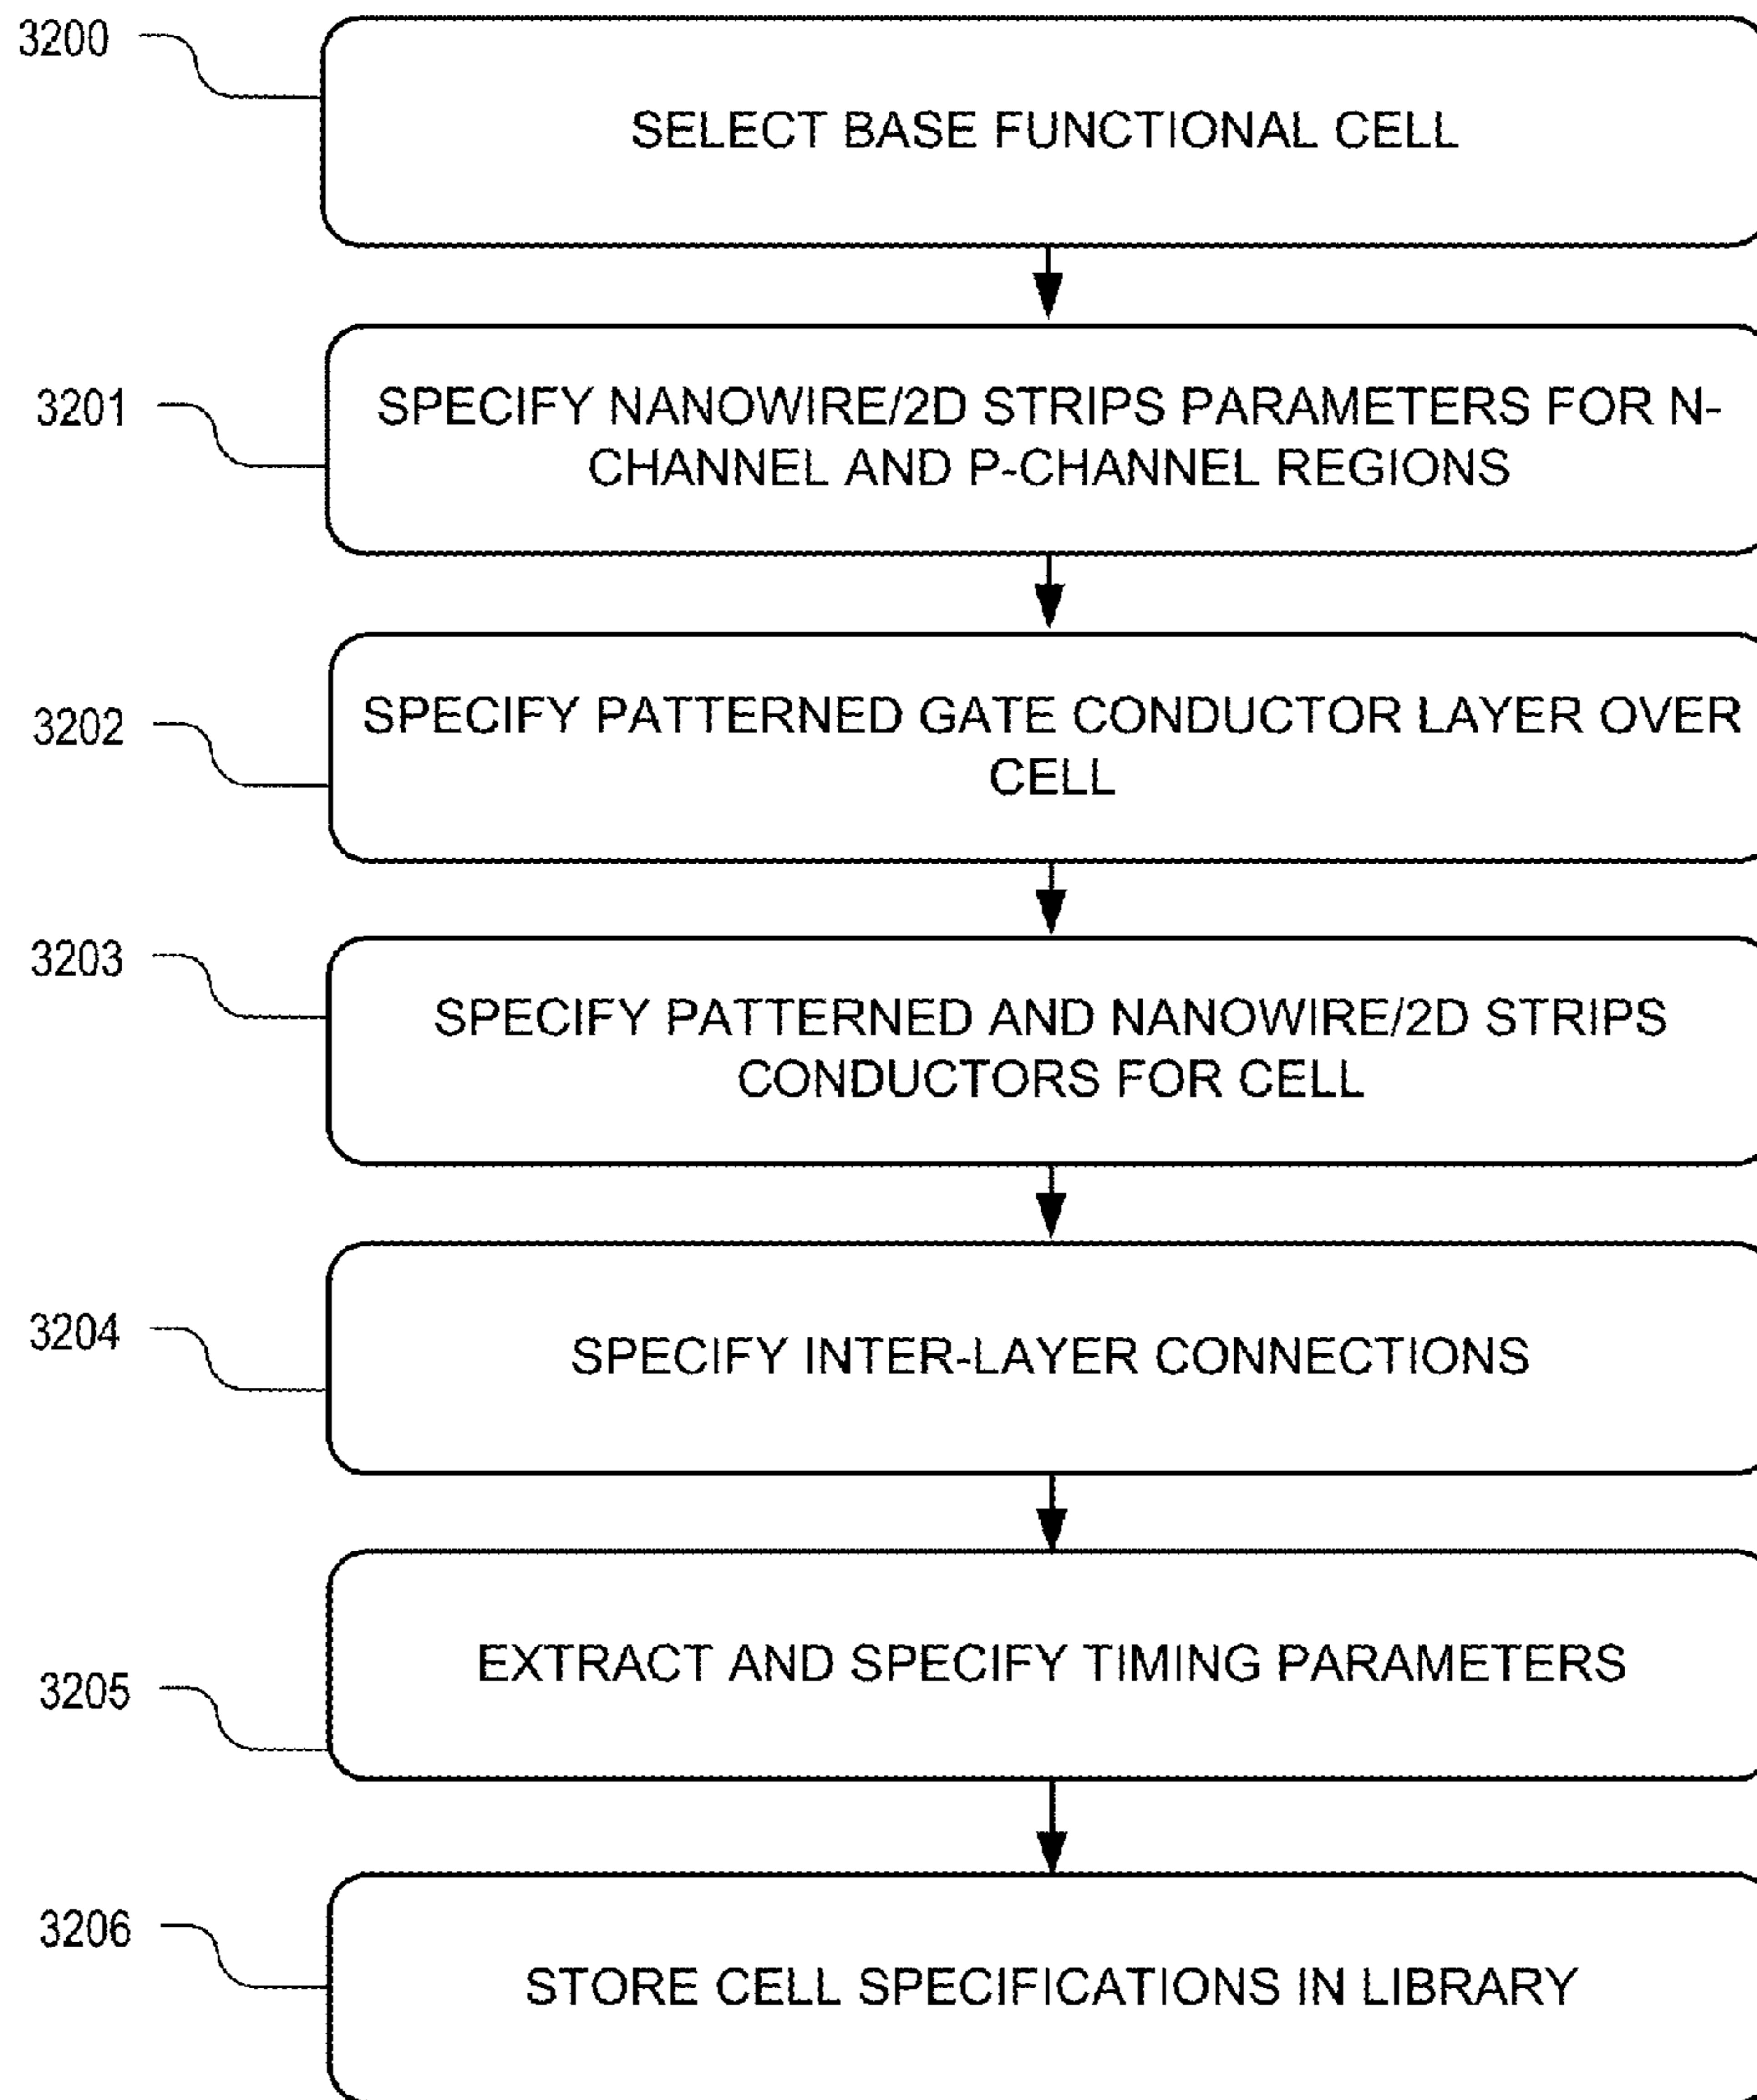 3200
SELECT BASE FUNCTIONAL CELL
3201
SPECIFY NANOWIRE/2D STRIPS PARAMETERS FOR N-
CHANNEL AND P-CHANNEL REGIONS
3202
SPECIFY PATTERNED GATE CONDUCTOR LAYER OVER
CELL
3203
SPECIFY PATTERNED AND NANOWIRE/2D STRIPS
CONDUCTORS FOR CELL
3204
SPECIFY INTER-LAYER CONNECTIONS
3205
EXTRACT AND SPECIFY TIMING PARAMETERS
3206
STORE CELL SPECIFICATIONS IN LIBRARY